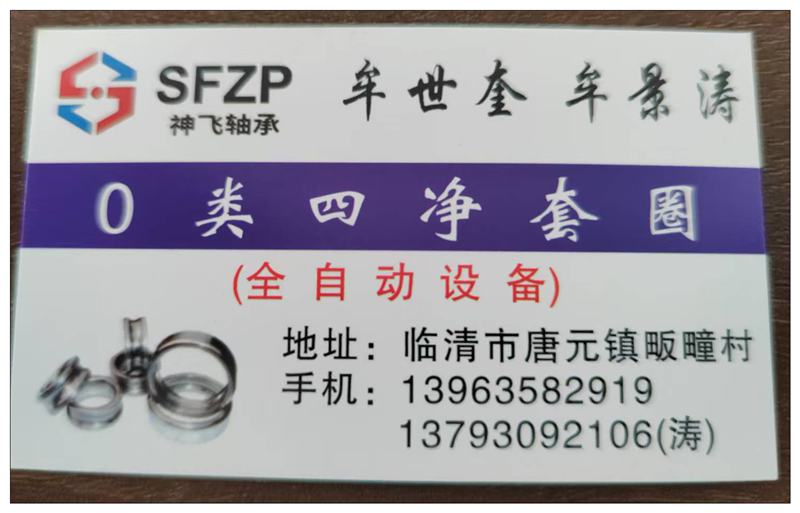 SFZP
神飞轴承
牟世奎 牟景涛
0类四净套圈
(全自动设备)
地址：临清市唐元镇畈疃村
手机：13963582919
13793092106(涛)